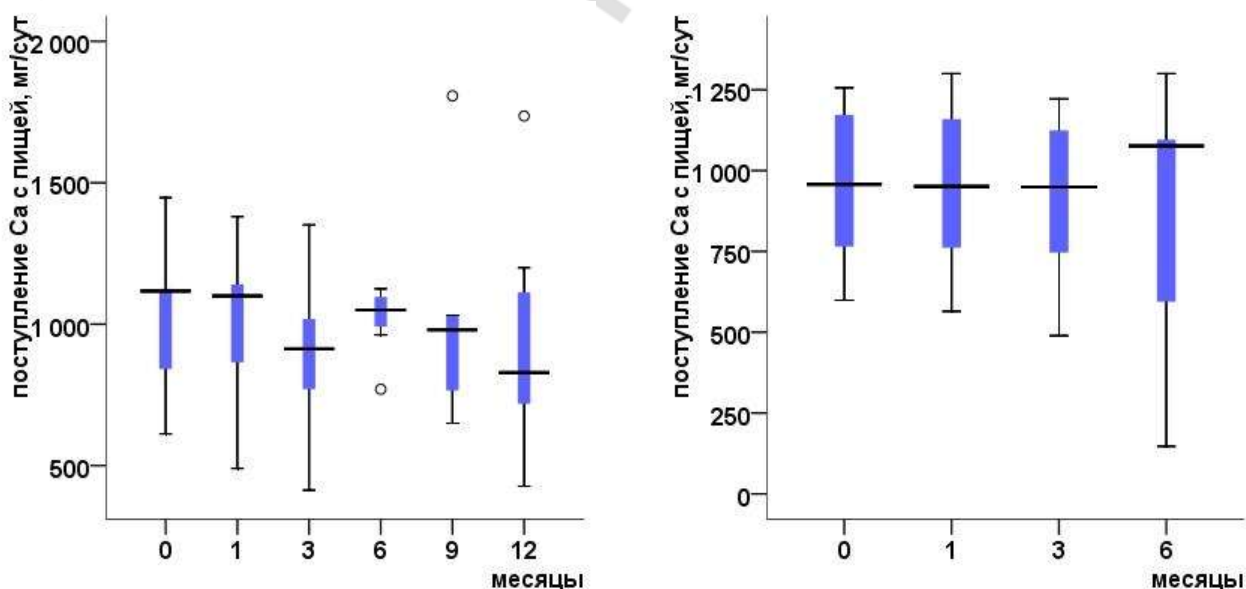 поступление Ca с пищей, мг/сут
2 000
1 500
1 000
500
0 1 3 6 9 12
месяцы
поступление Ca с пищей, мг/сут
1 250
1 000
750
500
250
0
0 1 3 6
месяцы